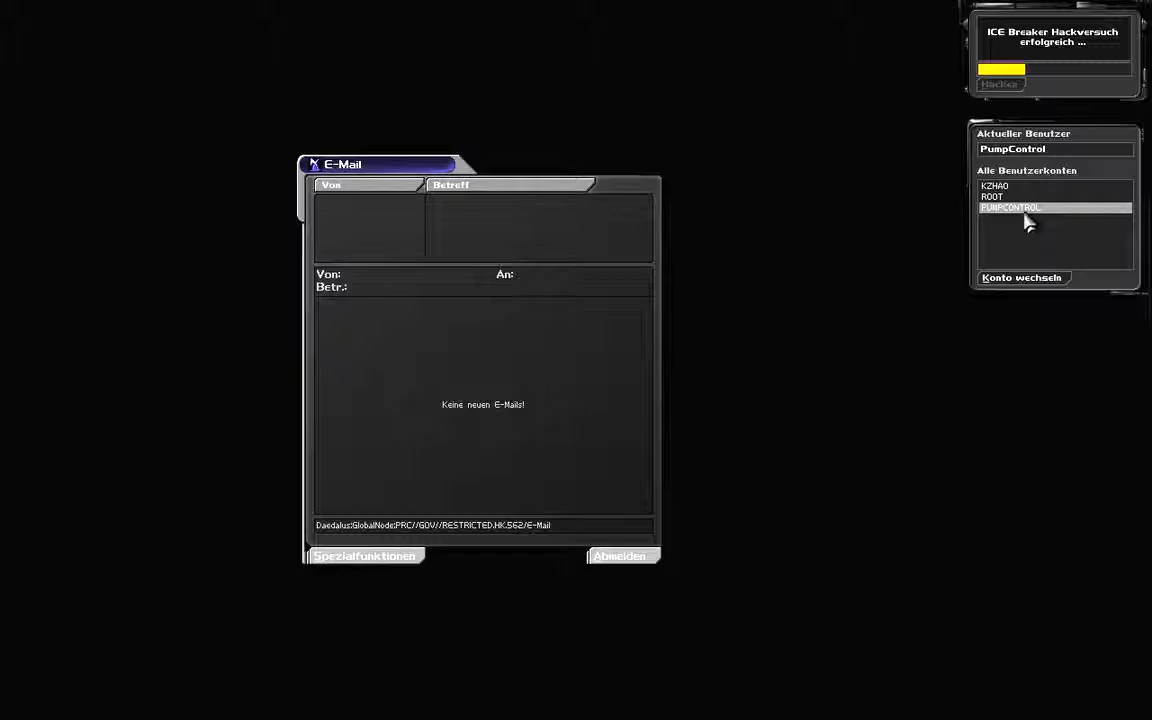 ICE Breaker Hackversuch
erfolgreich ...
Hacken
Aktueller Benutzer
PumpControl
Alle Benutzerkonten
KZHAO
ROOT
PUMPCONTROL
Konto wechseln
E-Mail
Von
Betreff
Von:
An:
Betr.:
Keine neuen E-Mails!
Daedalus:GlobalNode:PRC//GOV//RESTRICTED.HK.562/E-Mail
Spezialfunktionen
Abmelden